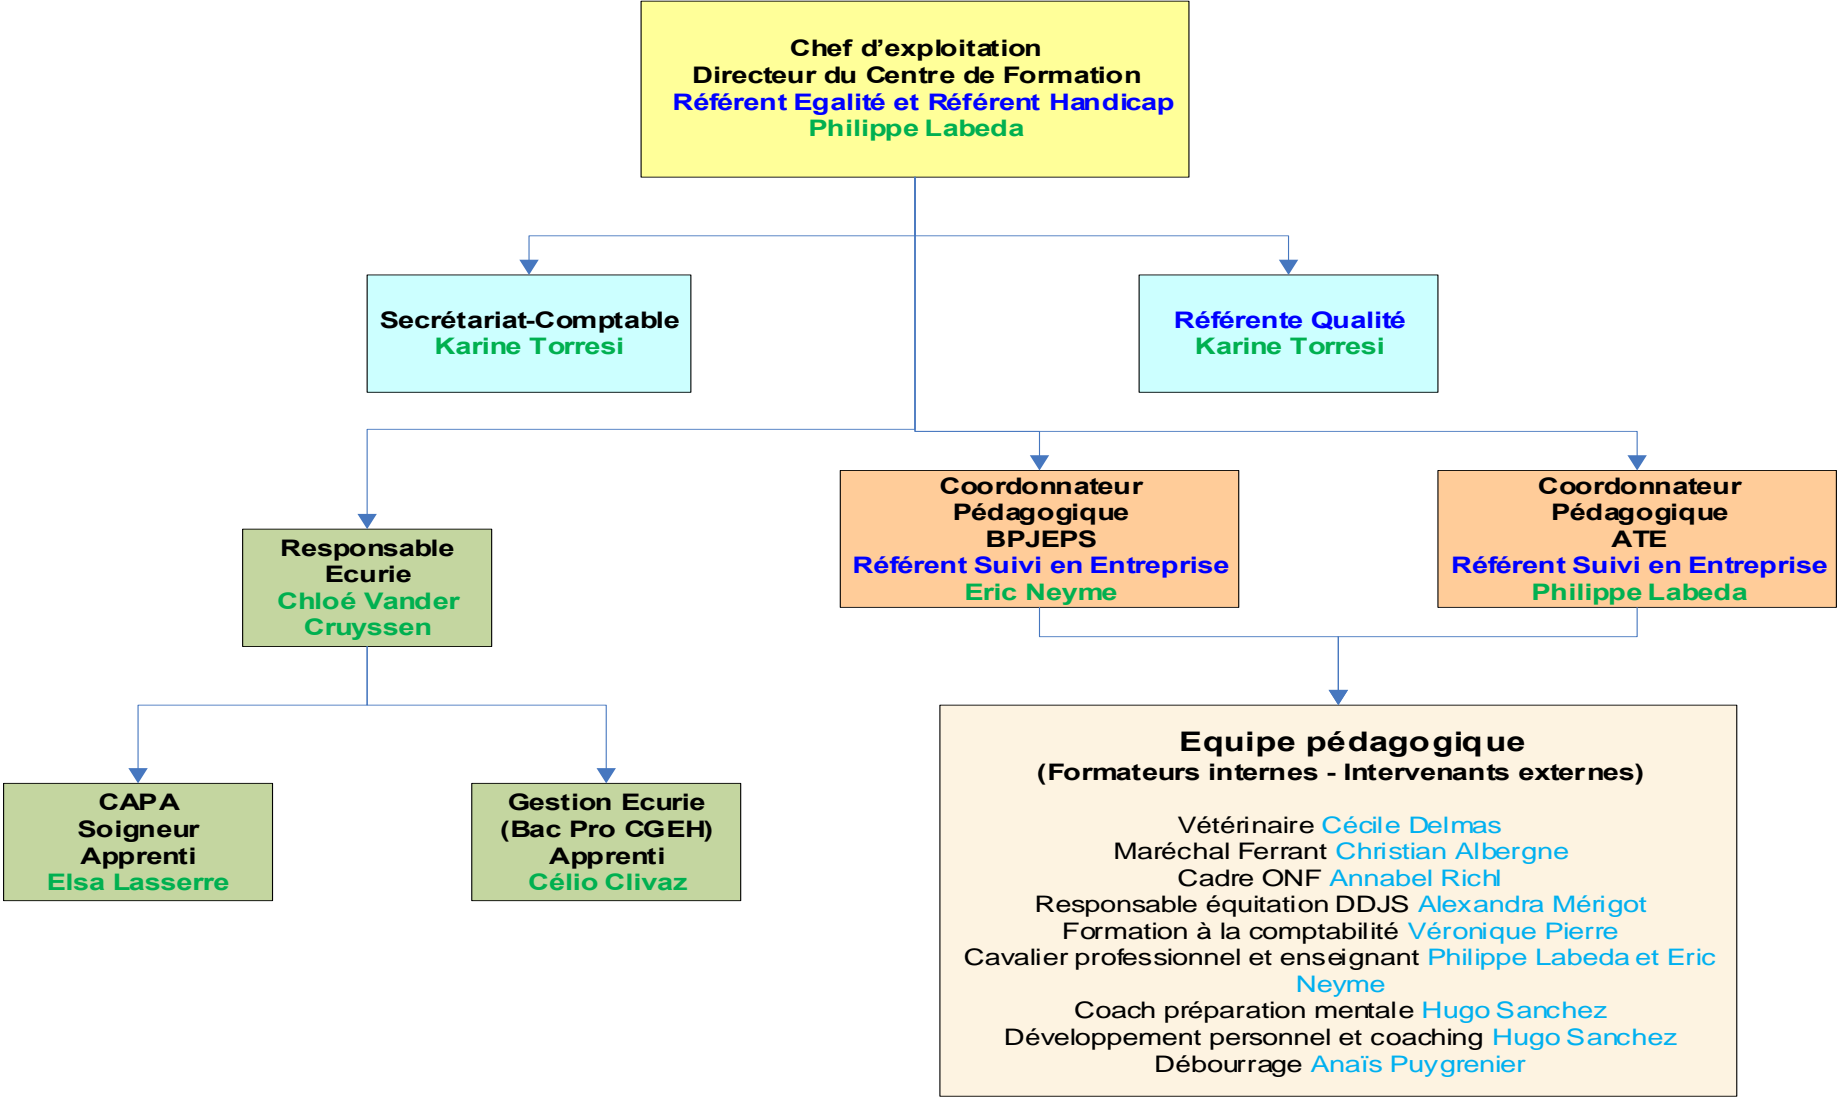 Chef d’exploitation
Directeur du Centre de Formation
Référent Egalité et Référent Handicap
Philippe Labeda
Secrétariat-Comptable
Karine Torresi
Référente Qualité
Karine Torresi
Responsable
Ecurie
Chloé Vander
Cruyssen
Coordonnateur
Pédagogique
BPJEPS
Référent Suivi en Entreprise
Eric Neyme
Coordonnateur
Pédagogique
ATE
Référent Suivi en Entreprise
Philippe Labeda
CAPA
Soigneur
Apprenti
Elsa Lasserre
Gestion Ecurie
(Bac Pro CGEH)
Apprenti
Célio Clivaz
Equipe pédagogique
(Formateurs internes - Intervenants externes)
Vétérinaire Cécile Delmas
Maréchal Ferrant Christian Albergne
Cadre ONF Annabel Richl
Responsable équitation DDJS Alexandra Mérigot
Formation à la comptabilité Véronique Pierre
Cavalier professionnel et enseignant Philippe Labeda et Eric
Neyme
Coach préparation mentale Hugo Sanchez
Développement personnel et coaching Hugo Sanchez
Débourrage Anaïs Puygrenier